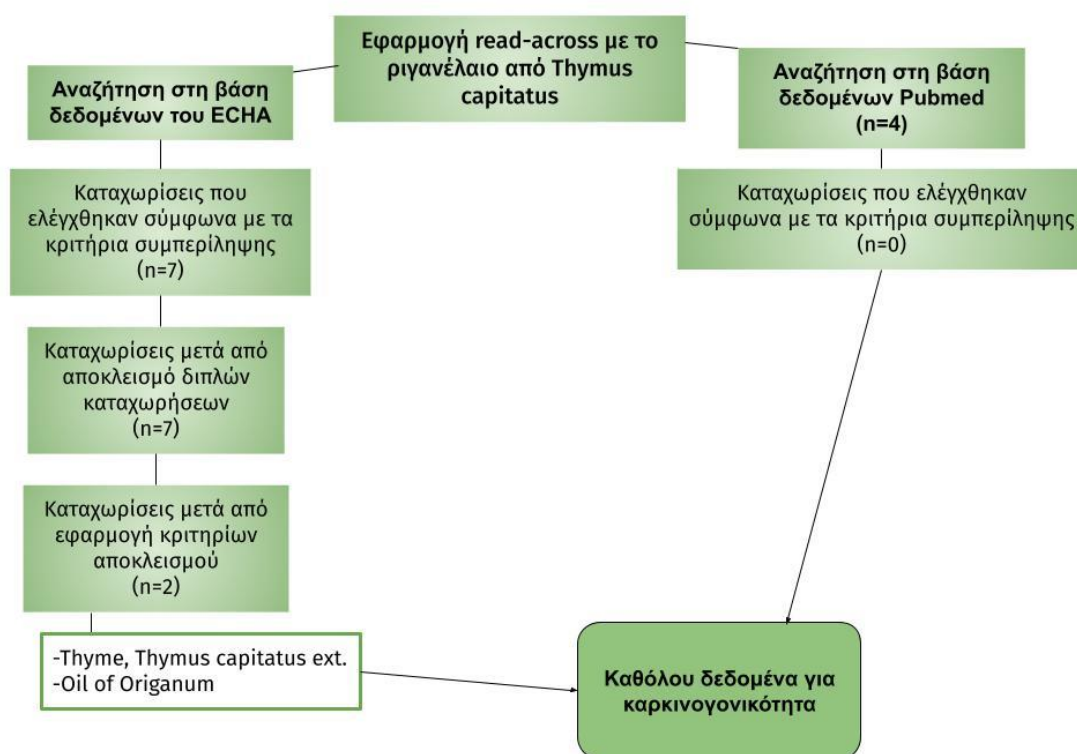 Εφαρμογή read-across με το
ριγανέλαιο από Thymus
capitatus
Αναζήτηση στη βάση
δεδομένων του ECHA
Καταχωρίσεις που
ελέγχθηκαν σύμφωνα με τα
κριτήρια συμπερίληψης
(n=7)
Καταχωρίσεις μετά από
αποκλεισμό διπλών
καταχωρήσεων
(n=7)
Καταχωρίσεις μετά από
εφαρμογή κριτηρίων
αποκλεισμού
(n=2)
-Thyme, Thymus capitatus ext.
-Oil of Origanum
Αναζήτηση στη βάση
δεδομένων Pubmed
(n=4)
Καταχωρίσεις που ελέγχθηκαν
σύμφωνα με τα κριτήρια συμπερίληψης
(n=0)
Καθόλου δεδομένα για
καρκινογονικότητα